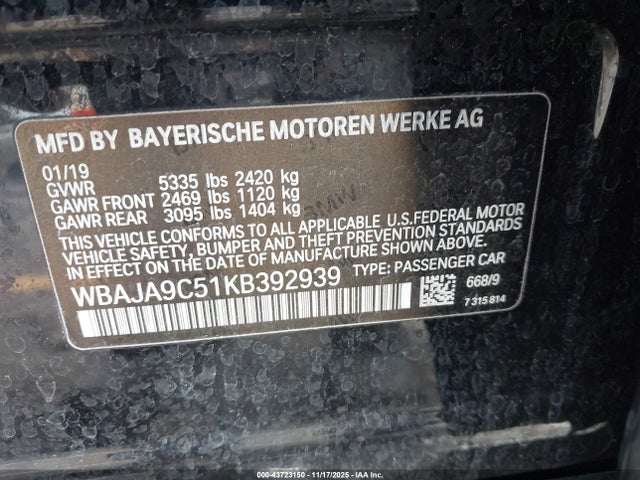 MFD BY BAYERISCHE MOTOREN WERKE AG
01/19
GVWR 5335 lbs 2420 kg
GAWR FRONT 2469 lbs 1120 kg
GAWR REAR 3095 lbs 1404 kg
THIS VEHICLE CONFORMS TO ALL APPLICABLE U.S.FEDERAL MOTOR
VEHICLE SAFETY, BUMPER AND THEFT PREVENTION STANDARDS
IN EFFECT ON THE DATE OF MANUFACTURE SHOWN ABOVE.
WBAJA9C51KB392939 TYPE: PASSENGER CAR
668/9
7 315 814
000-43723150 - 11/17/2025 - IAA Inc.